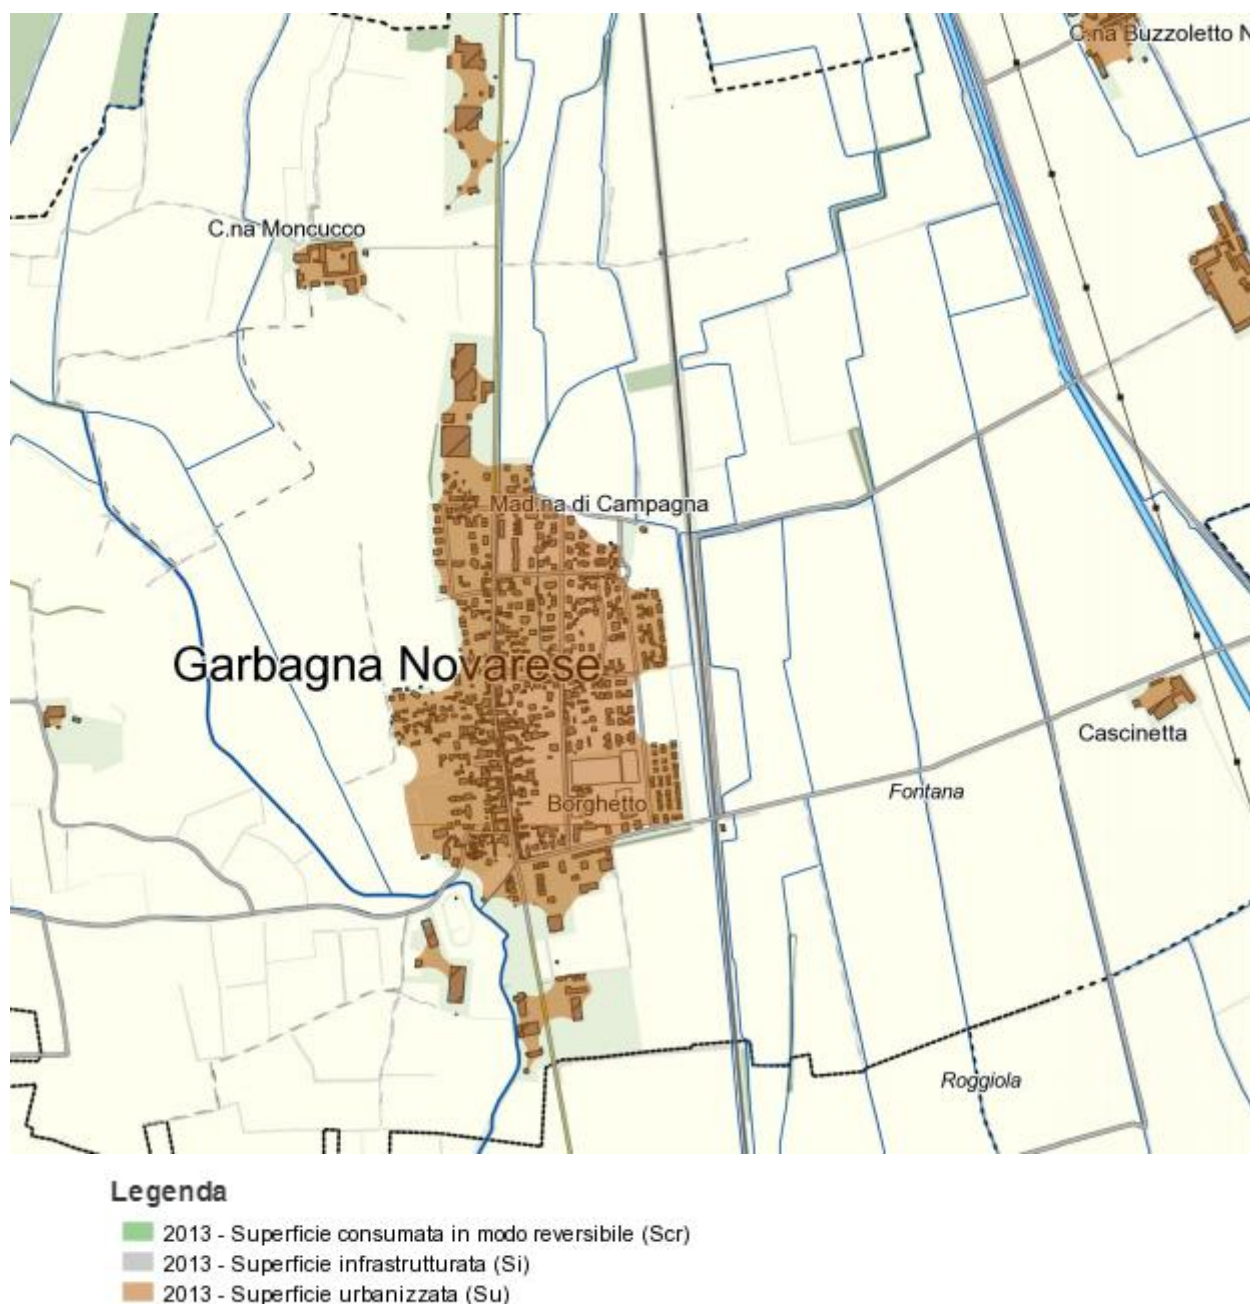 C.na Buzzoletto N
C.na Moncucco
Mad.na di Campagna
Garbagna Novarese
Cascinetta
Fontana
Borghetto
Roggiola
Legenda
2013 - Superficie consumata in modo reversibile (Scr)
2013 - Superficie infrastrutturata (Si)
2013 - Superficie urbanizzata (Su)